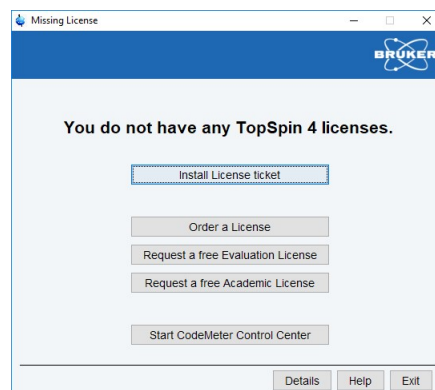 Missing License
BRUKER
You do not have any TopSpin 4 licenses.
Install License ticket
Order a License
Request a free Evaluation License
Request a free Academic License
Start CodeMeter Control Center
Details Help Exit